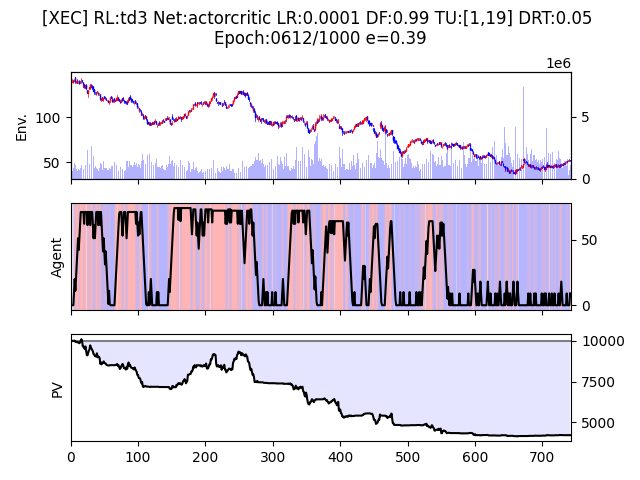 [XEC] RL:td3 Net:actorcritic LR:0.0001 DF:0.99 TU:[1,19] DRT:0.05
Epoch:0612/1000 e=0.39
1e6
Env.
100
50
5
0
Agent
50
0
PV
10000
7500
5000
0 100 200 300 400 500 600 700